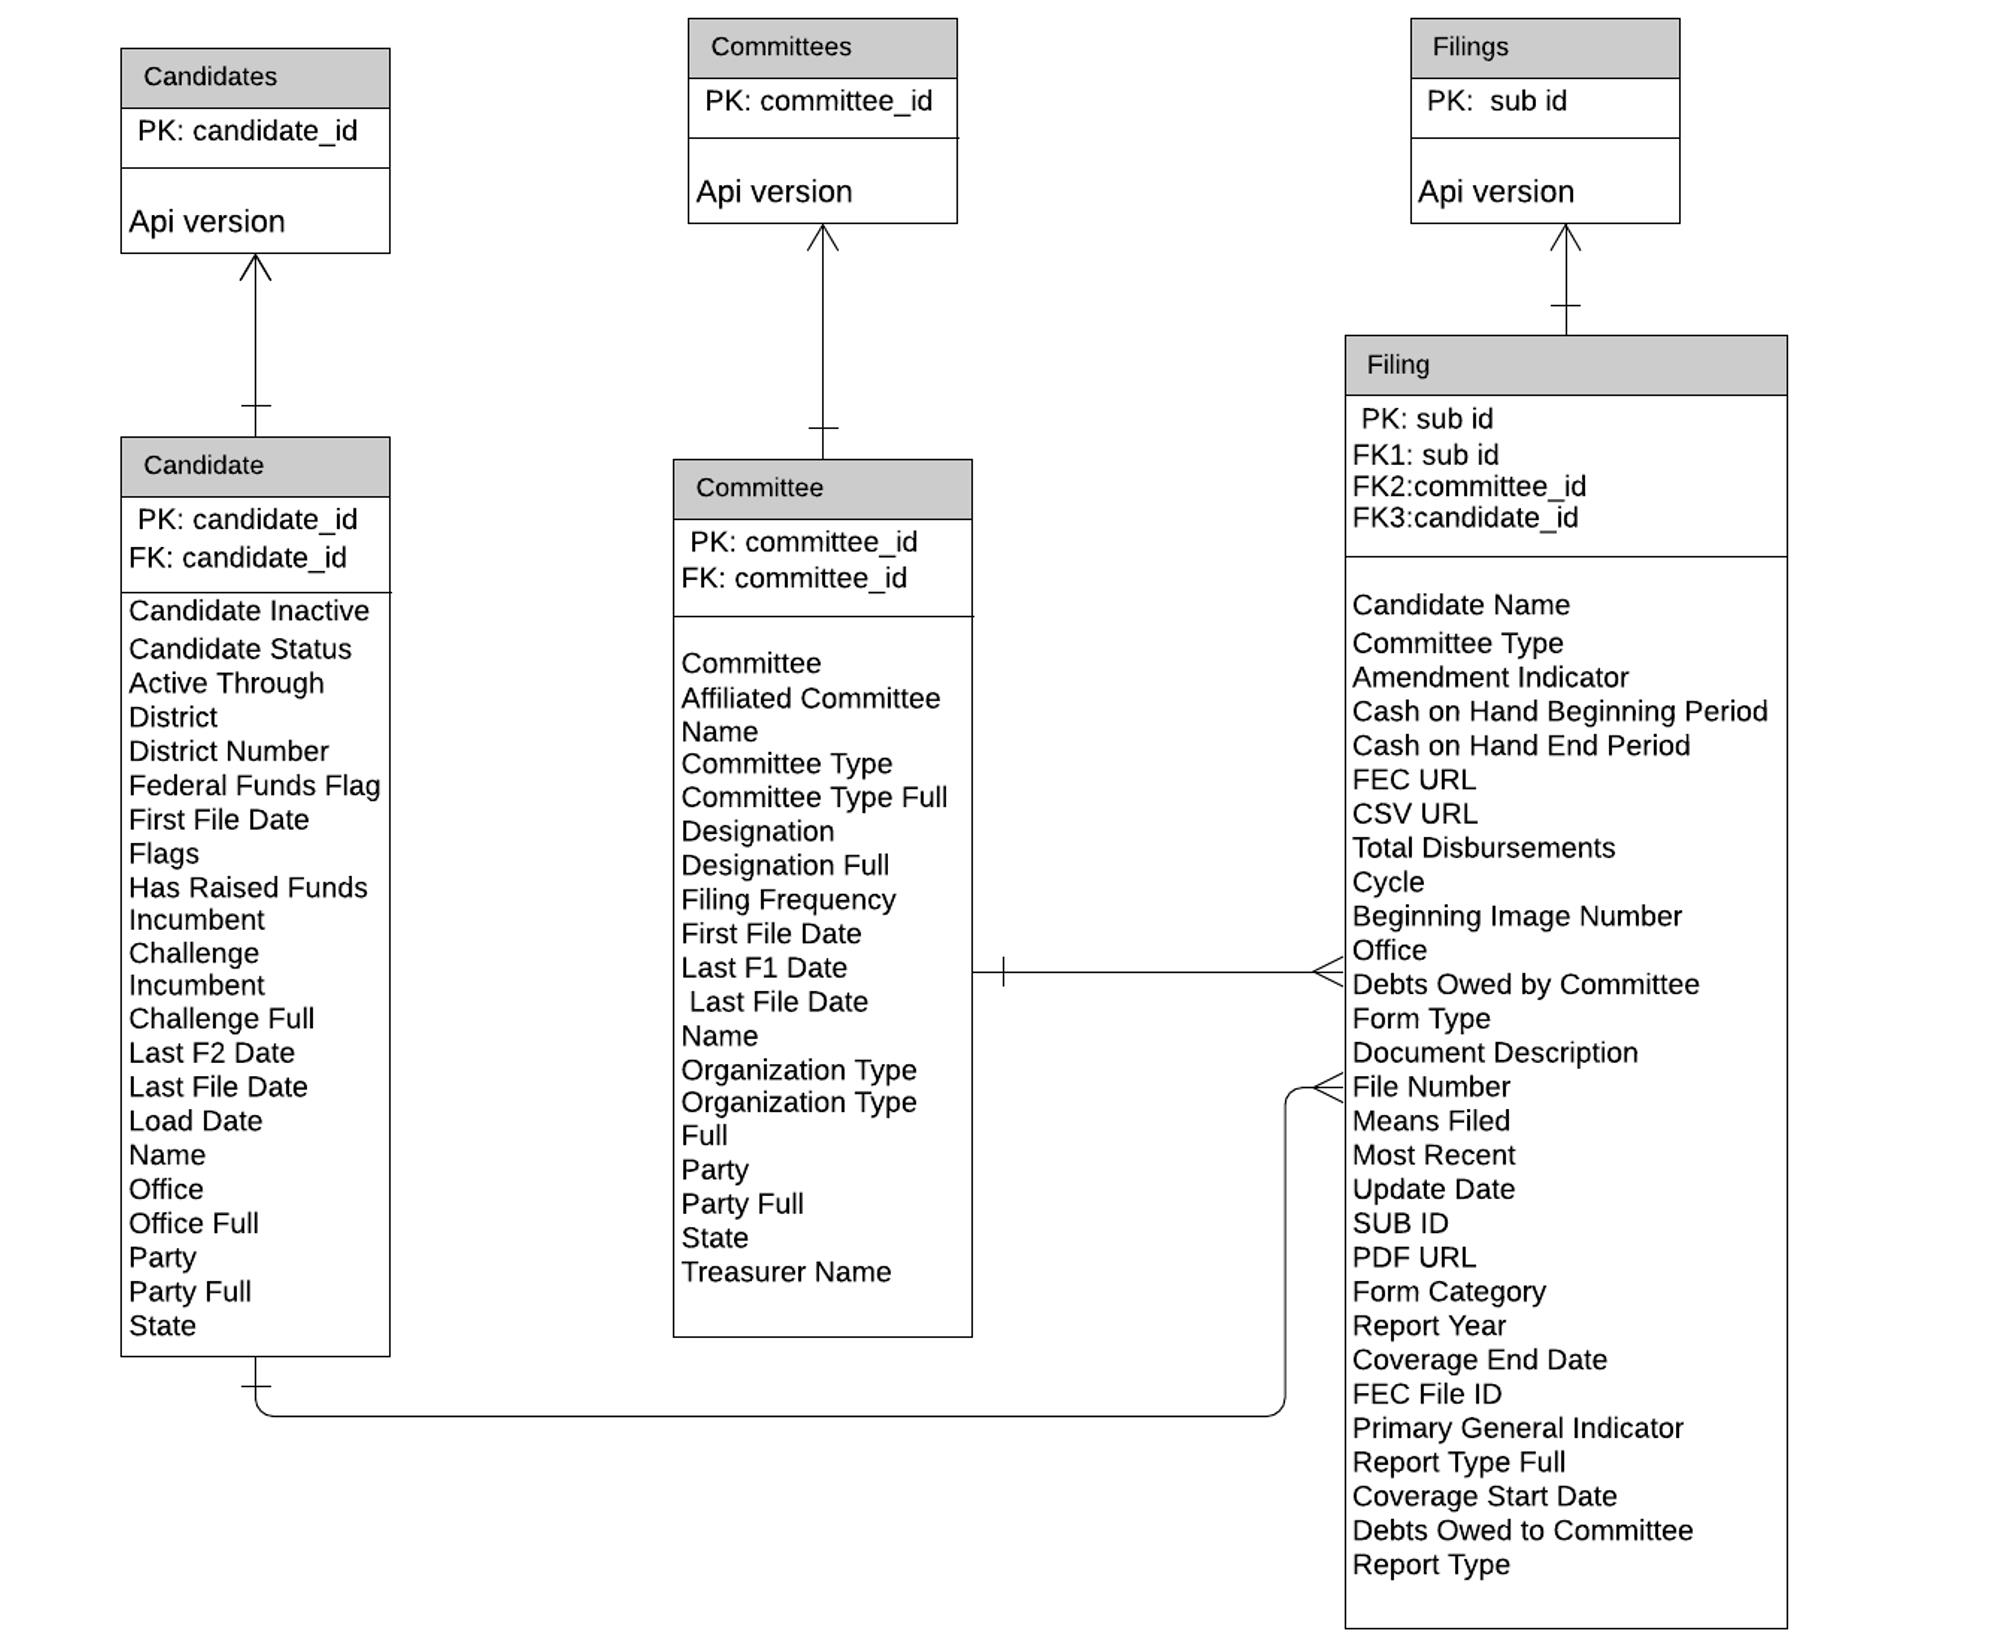 Candidates
PK: candidate_id
Api version
Committees
PK: committee_id
Api version
Filings
PK:  sub id
Api version
Candidate
PK: candidate_id
FK: candidate_id
Candidate Inactive
Candidate Status
Active Through
District
District Number
Federal Funds Flag
First File Date
Flags
Has Raised Funds
Incumbent
Challenge
Incumbent
Challenge Full
Last F2 Date
Last File Date
Load Date
Name
Office
Office Full
Party
Party Full
State
Committee
PK: committee_id
FK: committee_id
Committee
Affiliated Committee
Name
Committee Type
Committee Type Full
Designation
Designation Full
Filing Frequency
First File Date
Last F1 Date
Last File Date
Name
Organization Type
Organization Type
Full
Party
Party Full
State
Treasurer Name
Filing
PK: sub id
FK1: sub id
FK2:committee_id
FK3:candidate_id
Candidate Name
Committee Type
Amendment Indicator
Cash on Hand Beginning Period
Cash on Hand End Period
FEC URL
CSV URL
Total Disbursements
Cycle
Beginning Image Number
Office
Debts Owed by Committee
Form Type
Document Description
File Number
Means Filed
Most Recent
Update Date
SUB ID
PDF URL
Form Category
Report Year
Coverage End Date
FEC File ID
Primary General Indicator
Report Type Full
Coverage Start Date
Debts Owed to Committee
Report Type